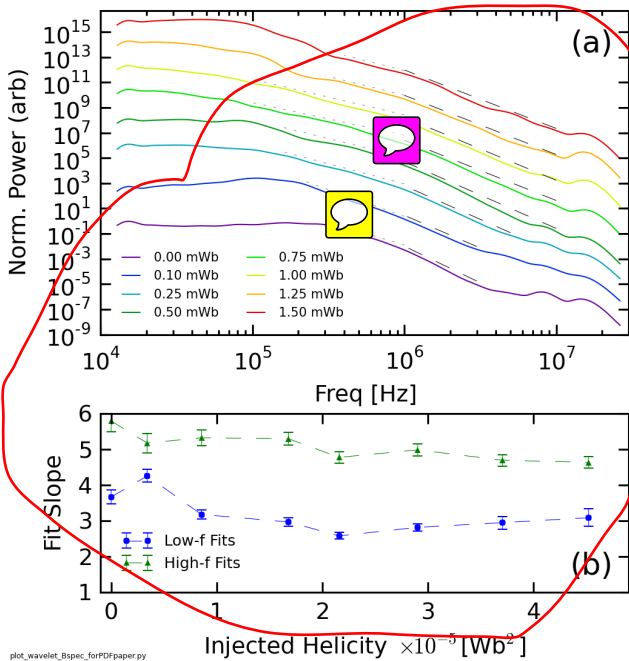 (a)
Norm. Power (arb)
10^15
10^13
10^11
10^9
10^7
10^5
10^3
10^1
10^-1
10^-3
10^-5
10^-7
10^-9
0.00 mWb 0.75 mWb
0.10 mWb 1.00 mWb
0.25 mWb 1.25 mWb
0.50 mWb 1.50 mWb
10^4 10^5 10^6 10^7
Freq [Hz]
Fit Slope
6
5
4
3
2
1
Low-f Fits
High-f Fits
(b)
0 1 2 3 4
Injected Helicity ×10^-5 [Wb^2]
plot_wavelet_Bspec_forPDFpaper.py